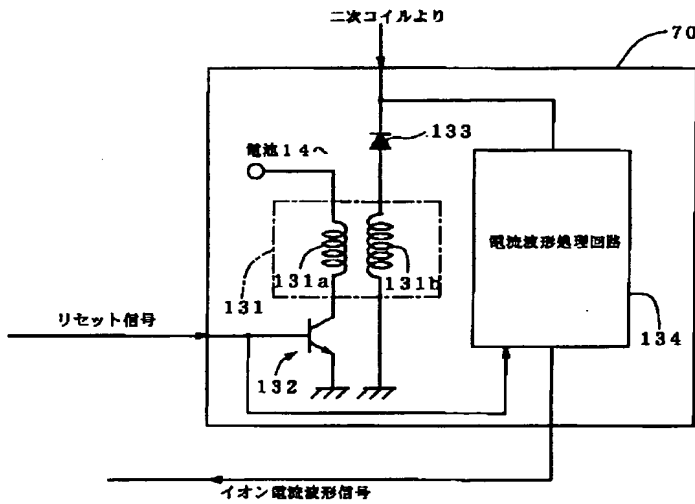 二次コイルより
70
133
電池14へ
電流波形処理回路
131a
131b
131
リセット信号
132
134
イオン電流波形信号